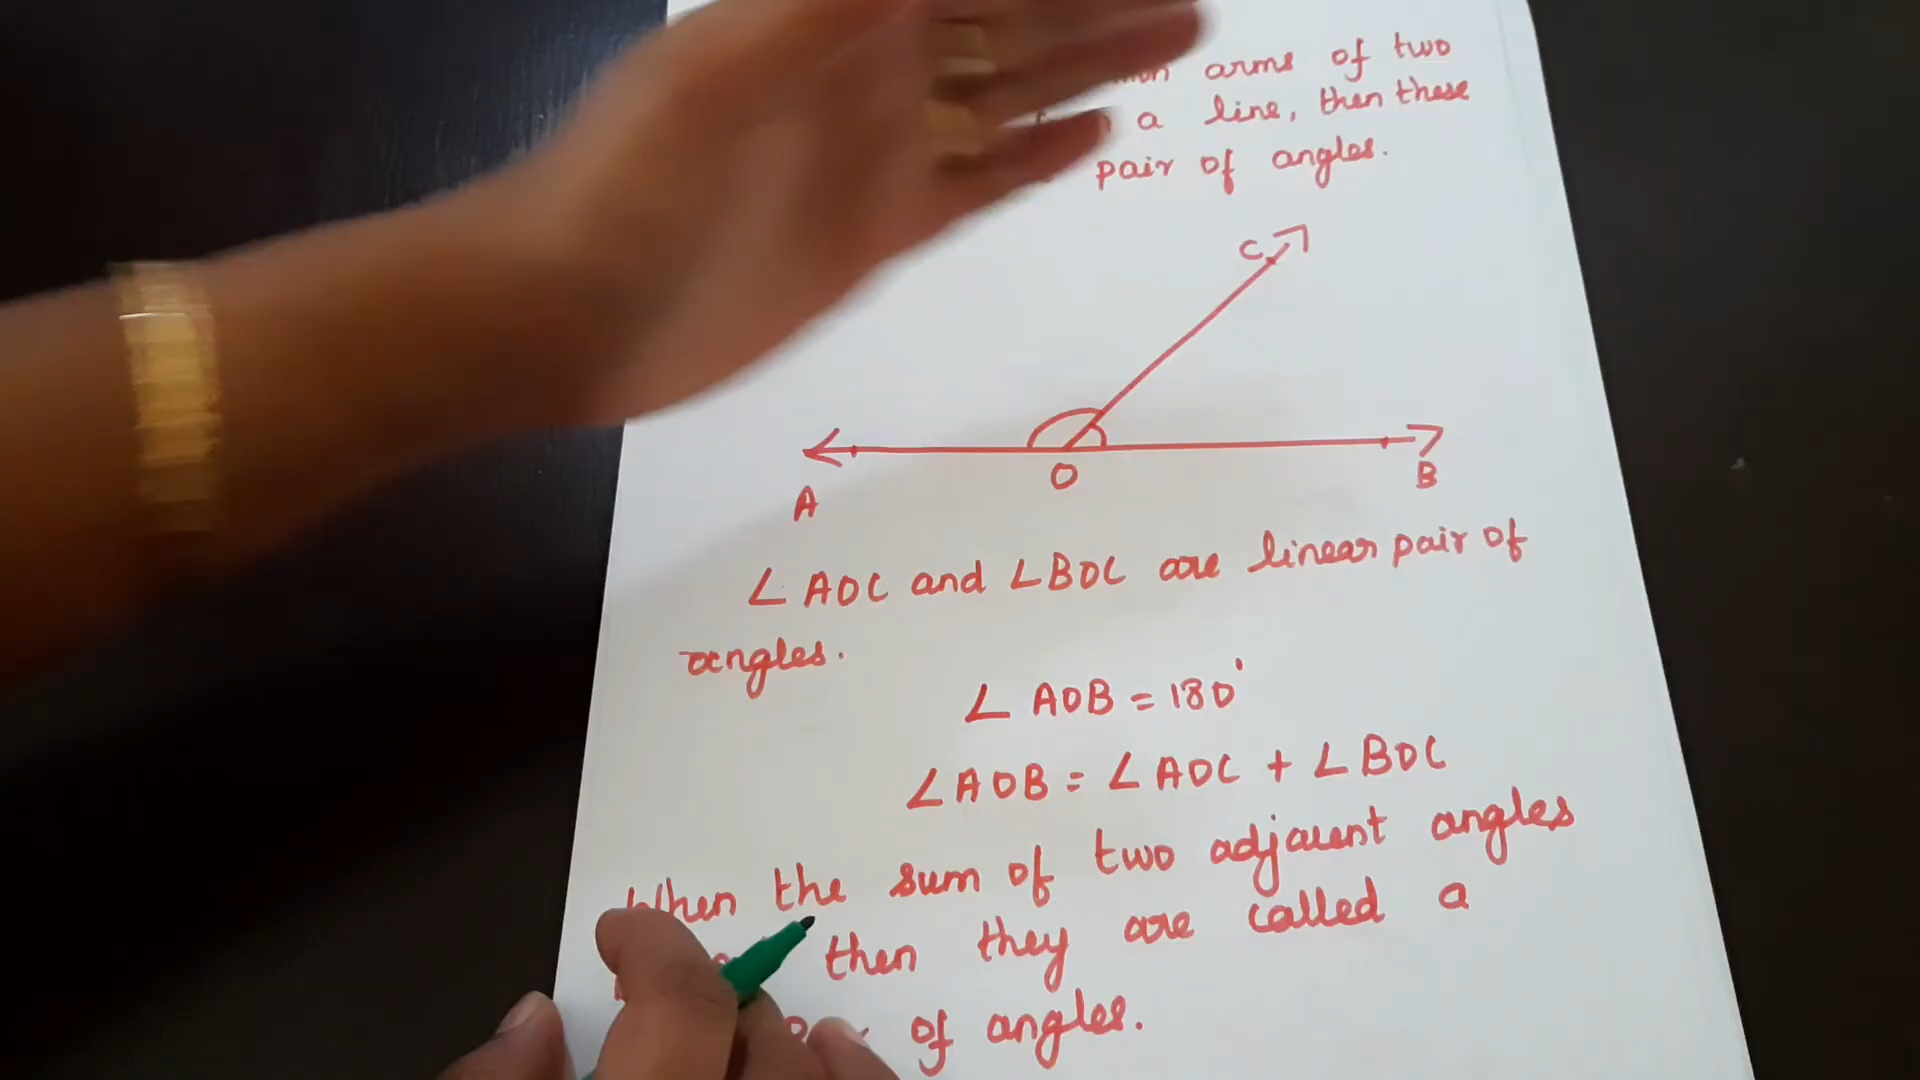 arms of two
a line, then these
pair of angles.
C
A O B
∠AOC and ∠BOC are linear pair of
angles.
∠AOB = 180°
∠AOB = ∠AOC + ∠BOC
When the sum of two adjacent angles
then they are called a
of angles.